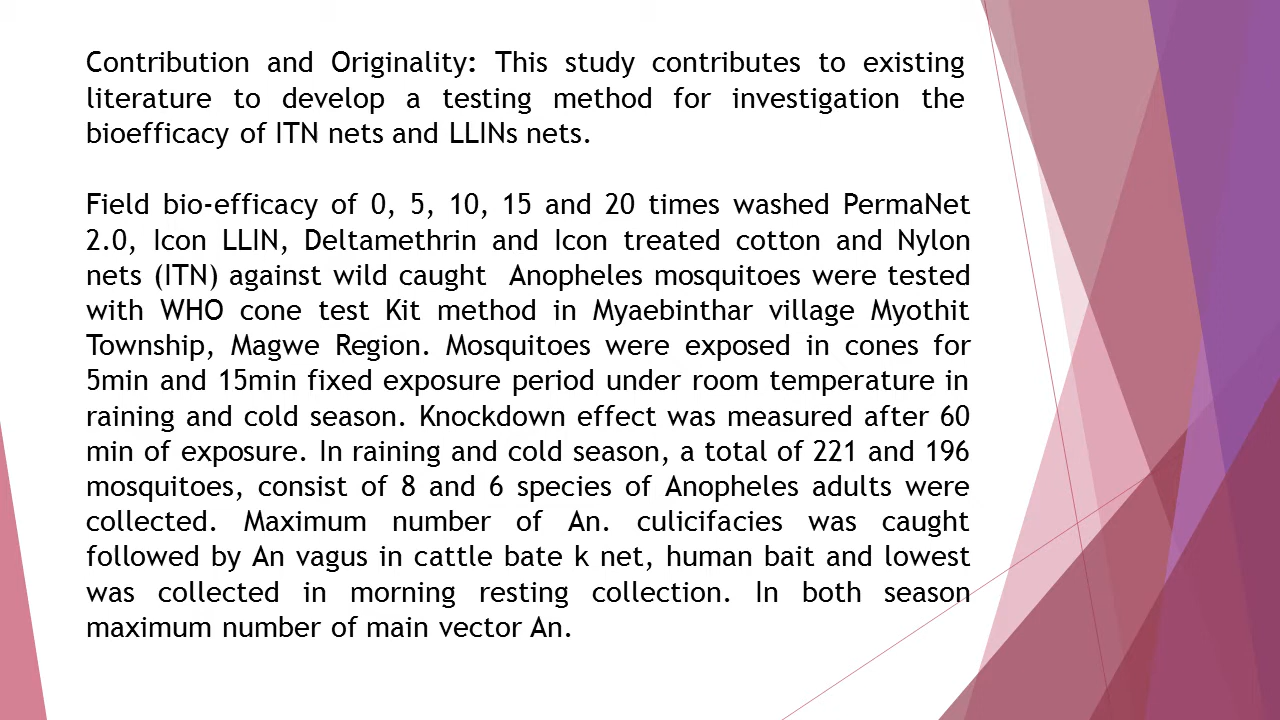 Contribution and Originality: This study contributes to existing
literature to develop a testing method for investigation the
bioefficacy of ITN nets and LLINs nets.
Field bio-efficacy of 0, 5, 10, 15 and 20 times washed PermaNet
2.0, Icon LLIN, Deltamethrin and Icon treated cotton and Nylon
nets (ITN) against wild caught Anopheles mosquitoes were tested
with WHO cone test Kit method in Myaebinthar village Myothit
Township, Magwe Region. Mosquitoes were exposed in cones for
5min and 15min fixed exposure period under room temperature in
raining and cold season. Knockdown effect was measured after 60
min of exposure. In raining and cold season, a total of 221 and 196
mosquitoes, consist of 8 and 6 species of Anopheles adults were
collected. Maximum number of An. culicifacies was caught
followed by An vagus in cattle bate k net, human bait and lowest
was collected in morning resting collection. In both season
maximum number of main vector An.